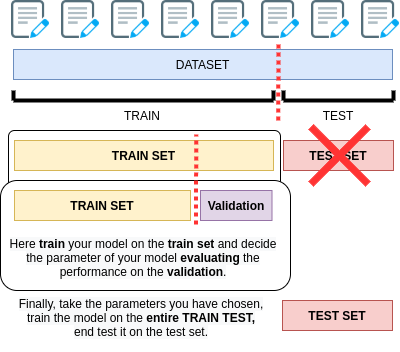 DATASET
TRAIN
TEST
TRAIN SET
TEST SET
TRAIN SET
Validation
Here train your model on the train set and decide
the parameter of your model evaluating the
performance on the validation.
Finally, take the parameters you have chosen,
train the model on the entire TRAIN TEST,
end test it on the test set.
TEST SET